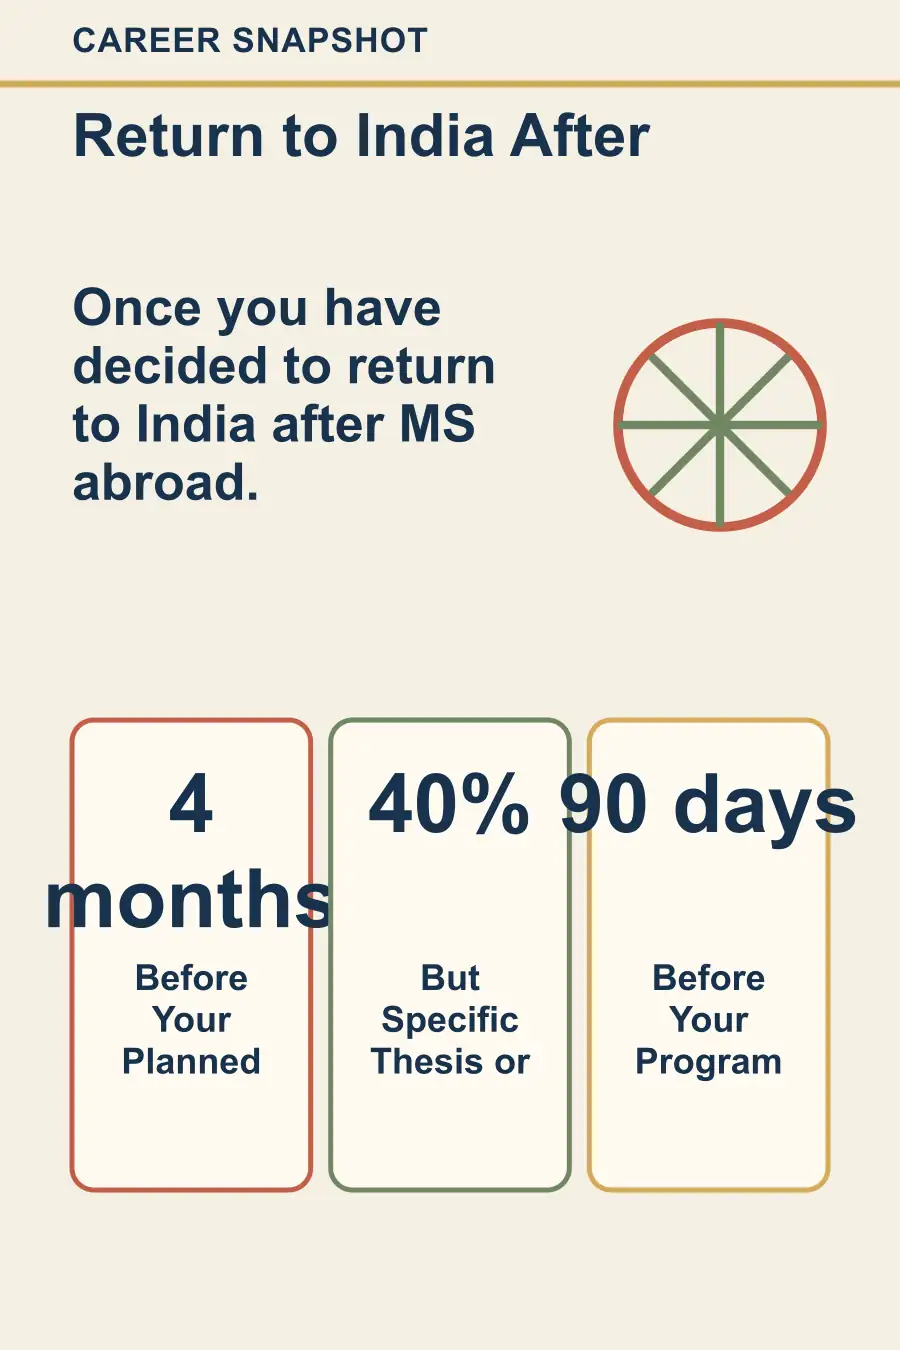 CAREER SNAPSHOT
Return to India After
Once you have
decided to return
to India after MS
abroad.
4
months
Before
Your
Planned
40%
But
Specific
Thesis or
90 days
Before
Your
Program